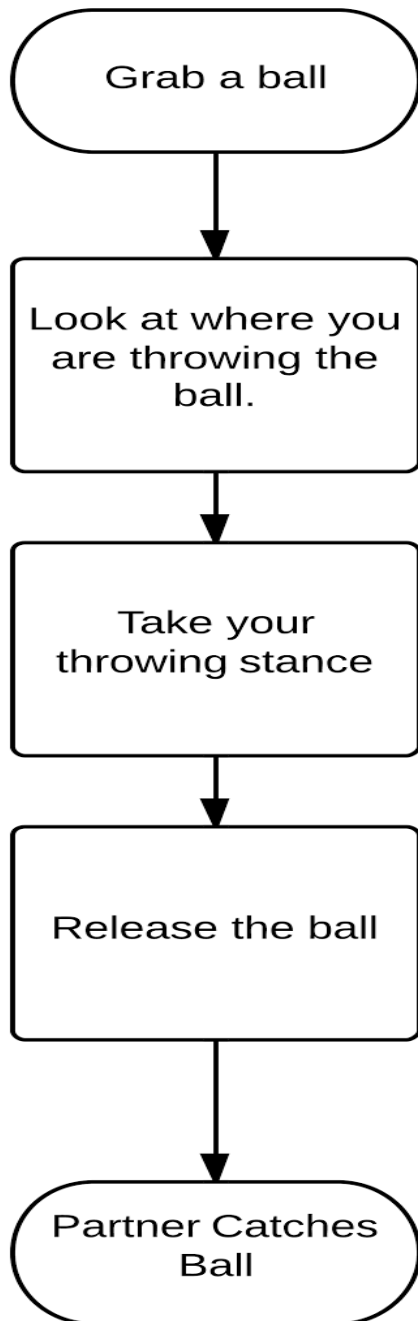 Grab a ball
Look at where you
are throwing the
ball.
Take your
throwing stance
Release the ball
Partner Catches
Ball